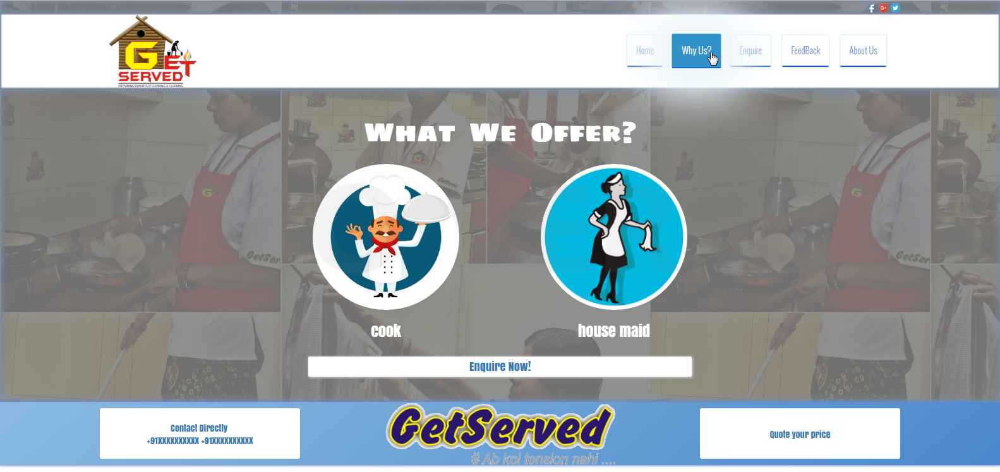 GET
SERVED
PROVIDING EXPERTS AT COOKING & CLEANING
Home
Why Us?
Enquire
FeedBack
About Us
What We Offer?
cook
house maid
Enquire Now!
Contact Directly
+91XXXXXXXXXX +91XXXXXXXXXX
GetServed
# Ab koi tension nahi ....
Quote your price